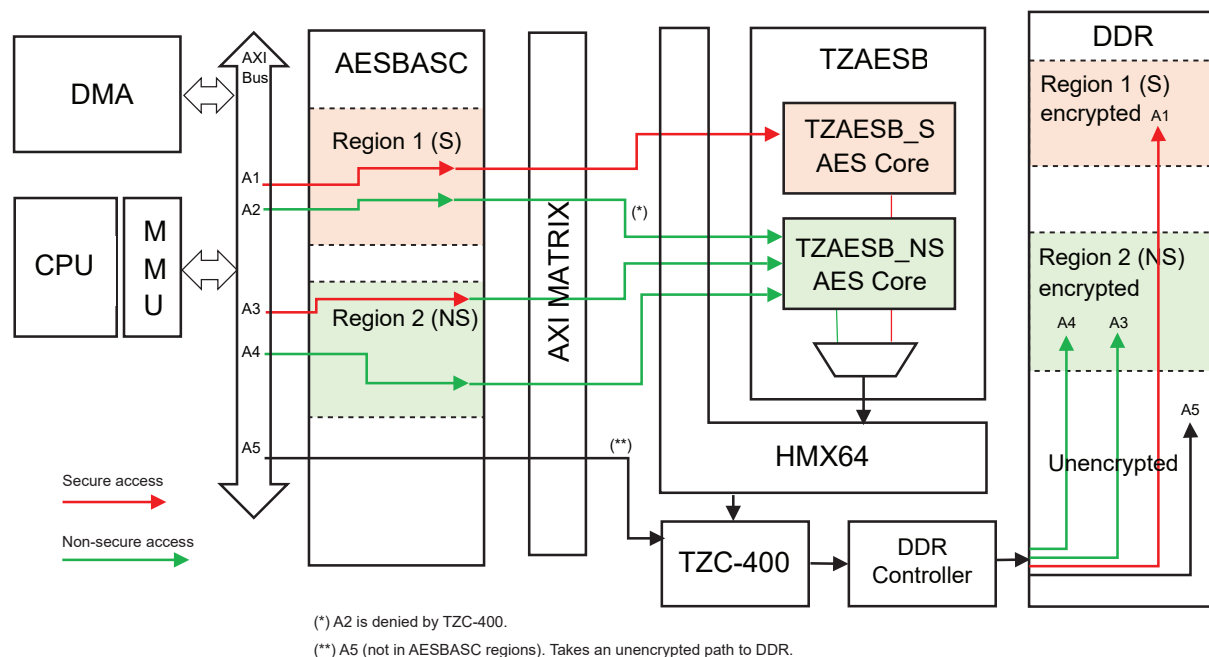 DMA
CPU
M
M
U
AXI
Bus
A1
A2
A3
A4
A5
Secure access
Non-secure access
AESBASC
Region 1 (S)
Region 2 (NS)
(*)
(**)
AXI MATRIX
TZAESB
TZAESB_S
AES Core
TZAESB_NS
AES Core
HMX64
TZC-400
DDR
Controller
DDR
Region 1 (S)
encrypted
A1
Region 2 (NS)
encrypted
A4
A3
A5
Unencrypted
(*) A2 is denied by TZC-400.
(**) A5 (not in AESBASC regions). Takes an unencrypted path to DDR.